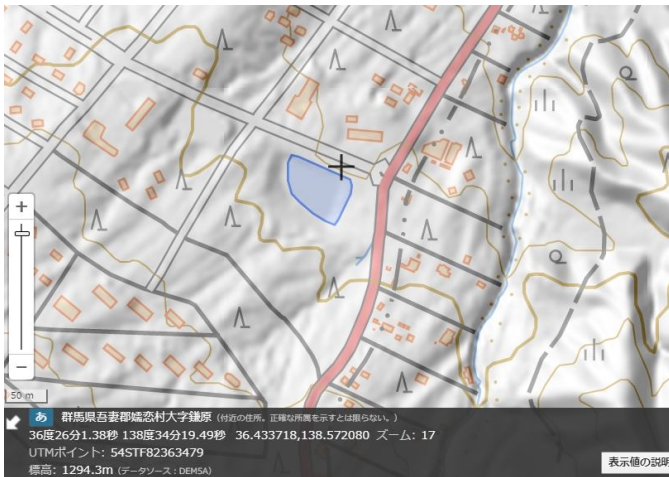 +
−
50 m
あ 群馬県吾妻郡嬬恋村大字鎌原 (付近の住所。正確な所属を示すとは限らない。)
36度26分1.38秒 138度34分19.49秒 36.433718,138.572080 ズーム: 17
UTMポイント: 54STF82363479
標高: 1294.3m (データソース: DEM5A)
表示値の説明